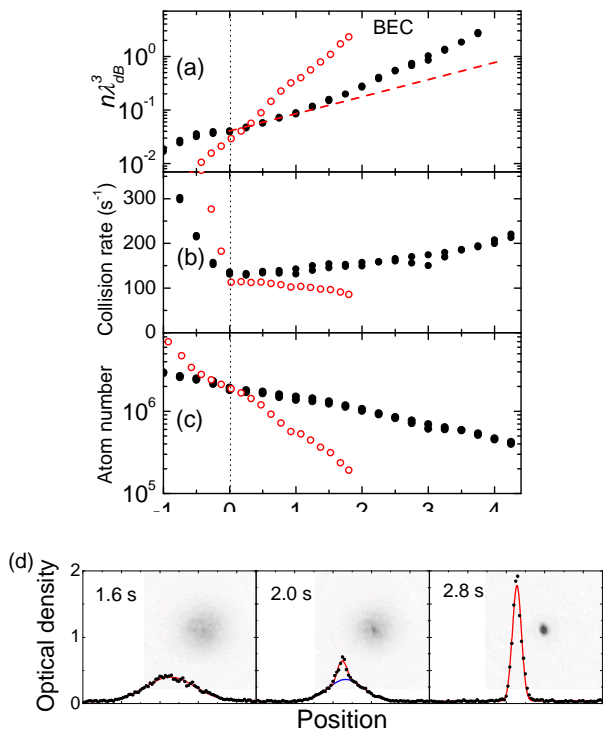 BEC
(a)
nλ³dB
10⁰
10⁻¹
10⁻²
(b)
Collision rate (s⁻¹)
300
200
100
0
(c)
Atom number
10⁶
10⁵
-1 0 1 2 3 4
(d)
Optical density
2
1
0
1.6 s 2.0 s 2.8 s
Position